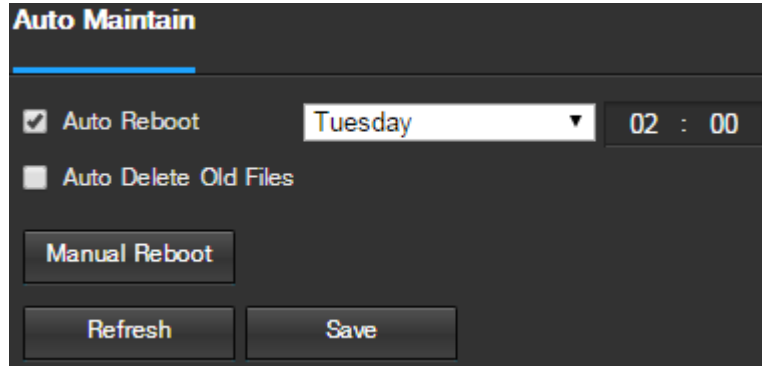 Auto Maintain
Auto Reboot Tuesday 02 : 00
Auto Delete Old Files
Manual Reboot
Refresh Save